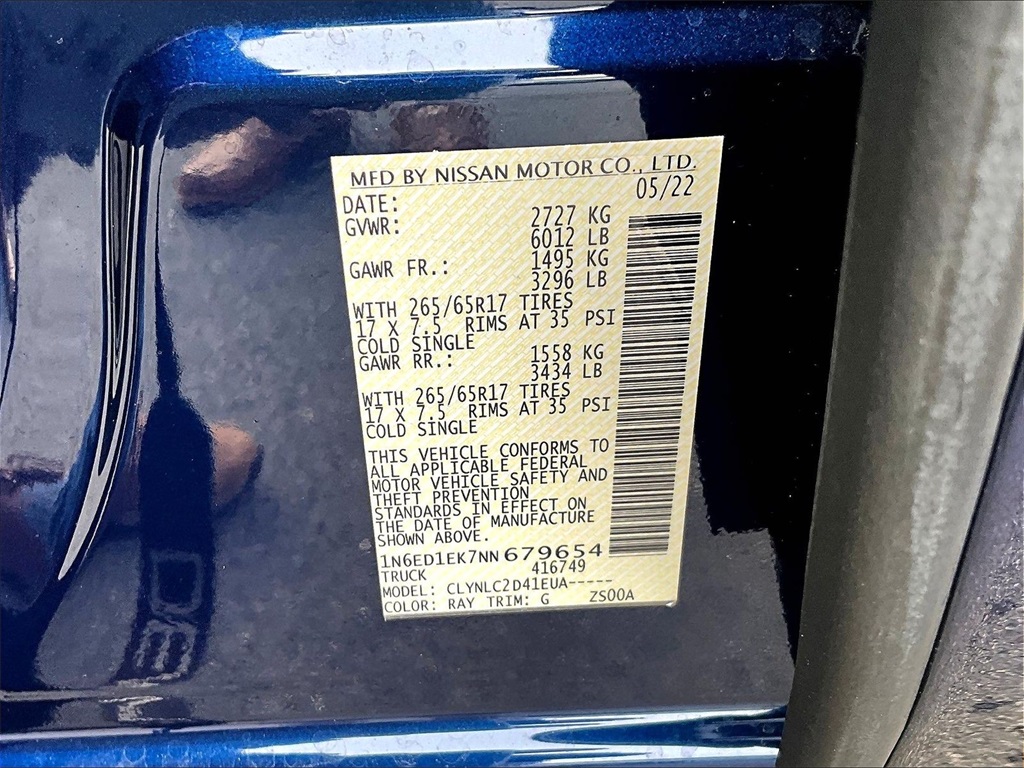 MFD BY NISSAN MOTOR CO., LTD.
DATE: 05/22
GVWR: 2727 KG
6012 LB
GAWR FR.: 1495 KG
3296 LB
WITH 265/65R17 TIRES
17 X 7.5 RIMS AT 35 PSI
COLD SINGLE
GAWR RR.: 1558 KG
3434 LB
WITH 265/65R17 TIRES
17 X 7.5 RIMS AT 35 PSI
COLD SINGLE
THIS VEHICLE CONFORMS TO
ALL APPLICABLE FEDERAL
MOTOR VEHICLE SAFETY AND
THEFT PREVENTION
STANDARDS IN EFFECT ON
THE DATE OF MANUFACTURE
SHOWN ABOVE.
1N6ED1EK7NN679654
TRUCK 416749
MODEL: CLYNLC2D41EUA-----
COLOR: RAY TRIM: G ZS00A